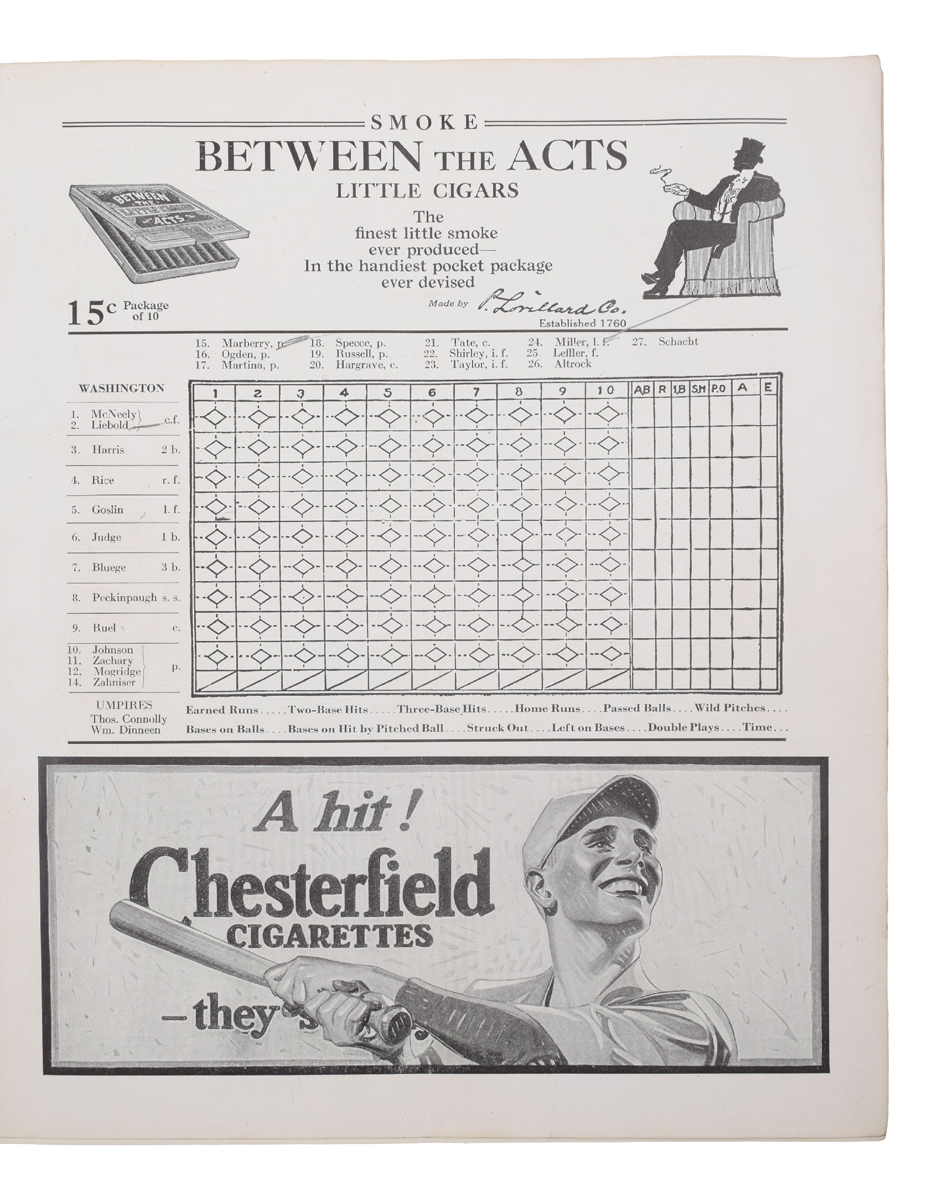 SMOKE
BETWEEN THE ACTS
LITTLE CIGARS
BETWEEN
THE
LITTLE
ACTS
The
finest little smoke
ever produced—
In the handiest pocket package
ever devised
15c Package
of 10
Made by P. Lorillard Co.
Established 1760
15. Marberry, p. 18. Speece, p. 21. Tate, c. 24. Miller, l. f. 27. Schacht
16. Ogden, p. 19. Russell, p. 22. Shirley, i. f. 25. Leffler, f.
17. Martina, p. 20. Hargrave, c. 23. Taylor, i. f. 26. Altrock
WASHINGTON 1 2 3 4 5 6 7 8 9 10 AB R 1B SH P.O A E
1. McNeely
2. Liebold c.f.
3. Harris 2 b.
4. Rice r. f.
5. Goslin l. f.
6. Judge 1 b.
7. Bluege 3 b.
8. Peckinpaugh s. s.
9. Ruel c.
10. Johnson
11. Zachary
12. Mogridge p.
14. Zahniser
UMPIRES
Thos. Connolly
Wm. Dinneen
Earned Runs.....Two-Base Hits.....Three-Base Hits.....Home Runs....Passed Balls....Wild Pitches....
Bases on Balls....Bases on Hit by Pitched Ball....Struck Out....Left on Bases....Double Plays....Time...
A hit!
Chesterfield
CIGARETTES
—they's